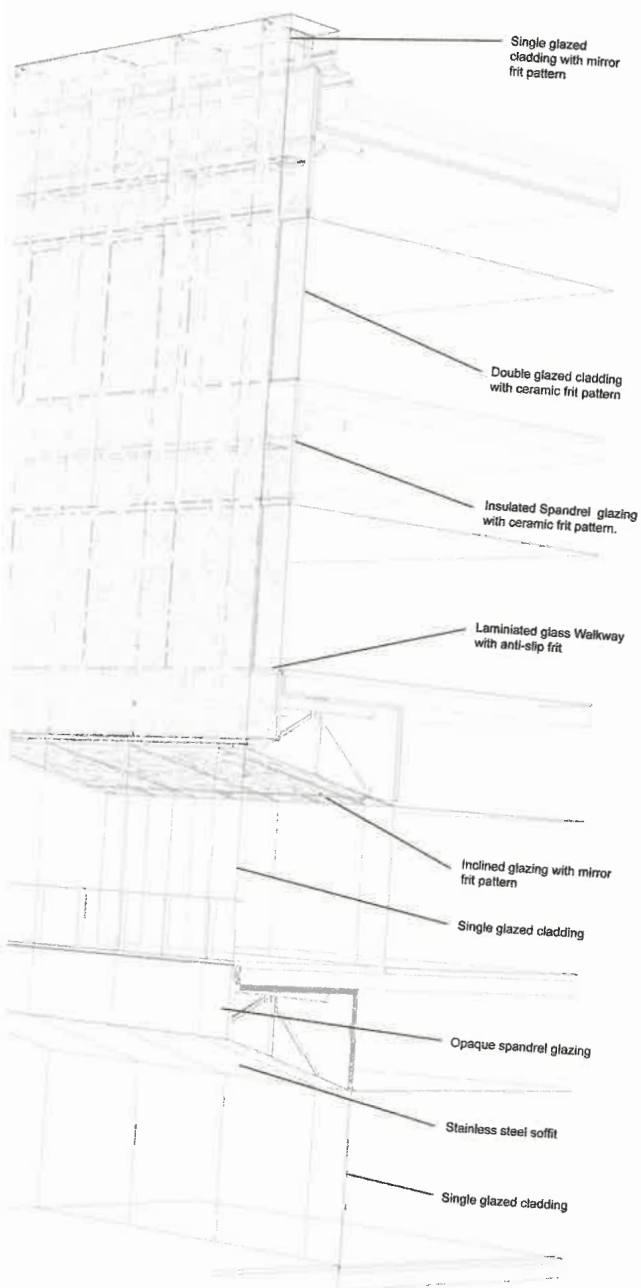 Single glazed
cladding with mirror
frit pattern
Double glazed cladding
with ceramic frit pattern
Insulated Spandrel glazing
with ceramic frit pattern.
Laminiated glass Walkway
with anti-slip frit
Inclined glazing with mirror
frit pattern
Single glazed cladding
Opaque spandrel glazing
Stainless steel soffit
Single glazed cladding